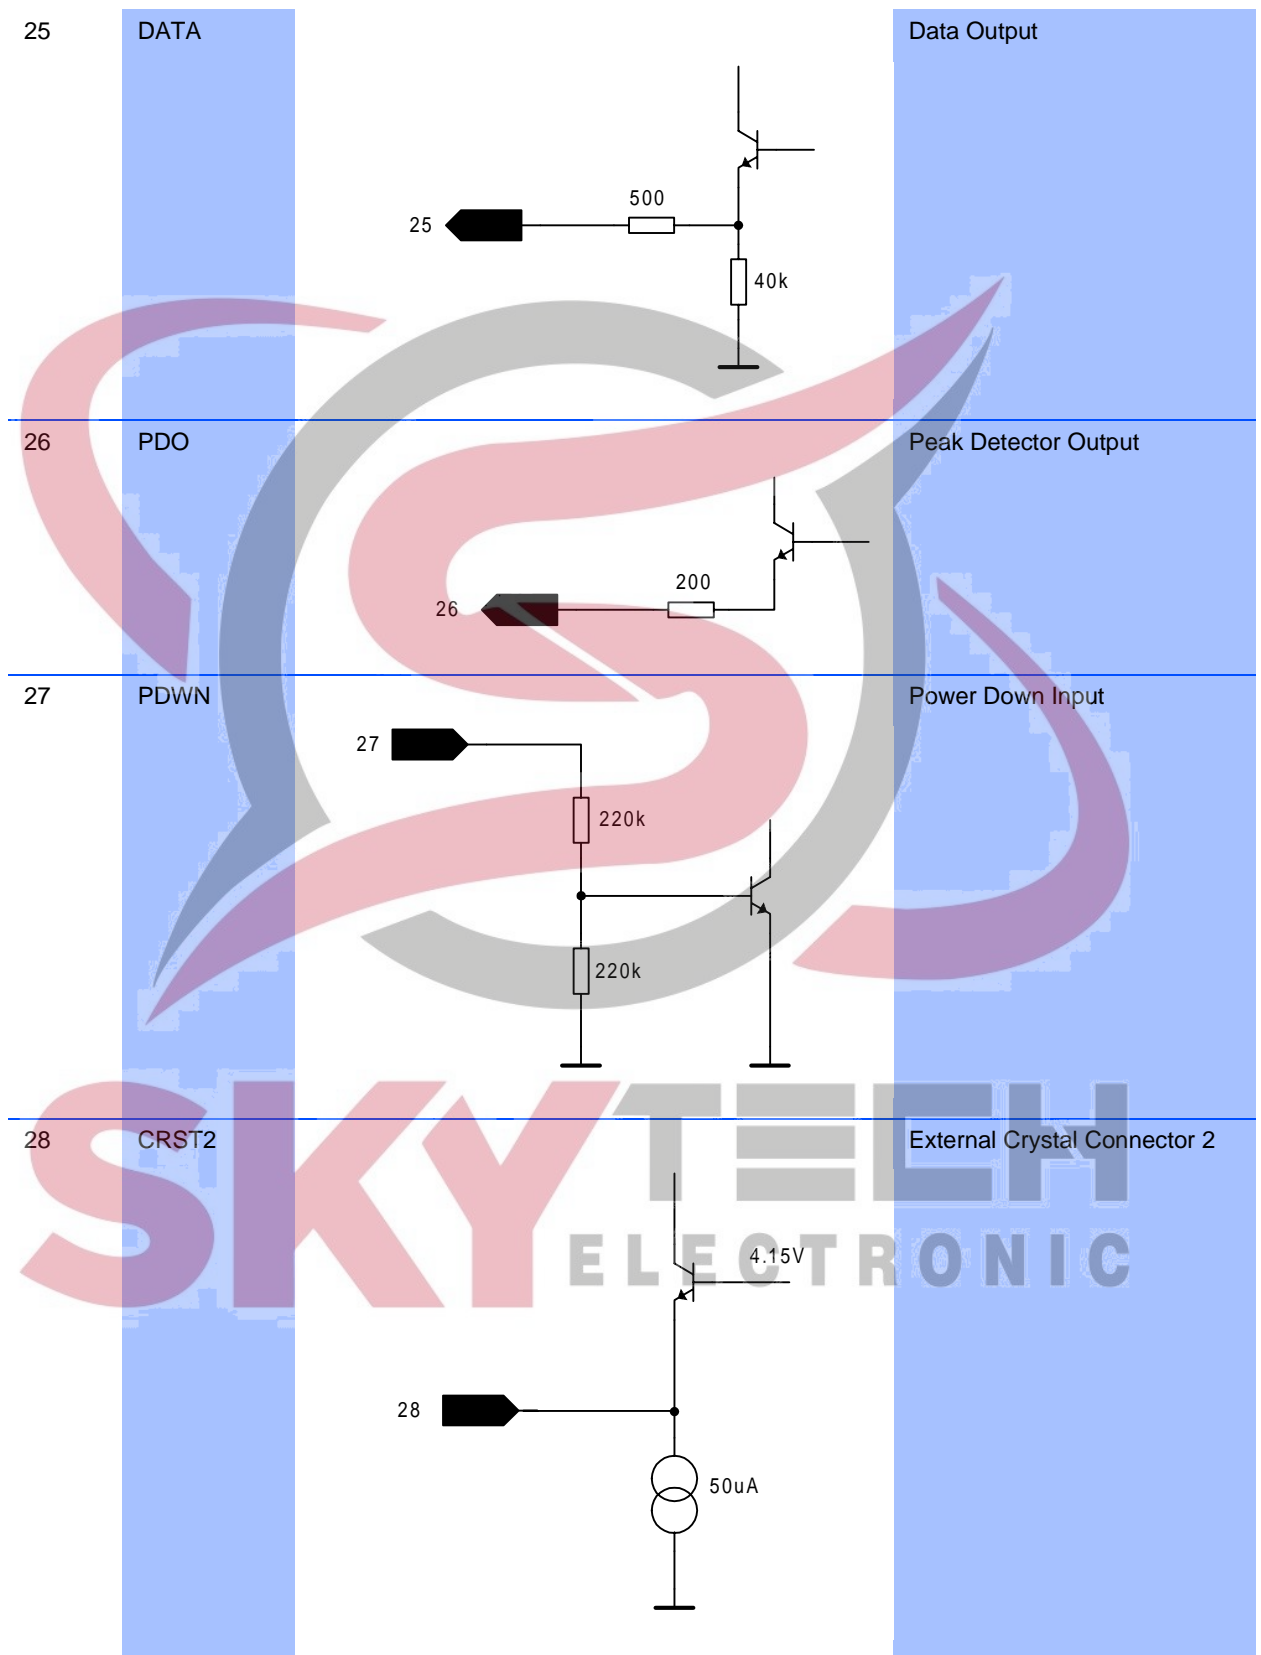 25 DATA Data Output
500
25
40k
26 PDO Peak Detector Output
200
26
27 PDWN Power Down Input
27
220k
220k
28 CRST2 External Crystal Connector 2
4.15V
28
50uA
SKYTECH
ELECTRONIC